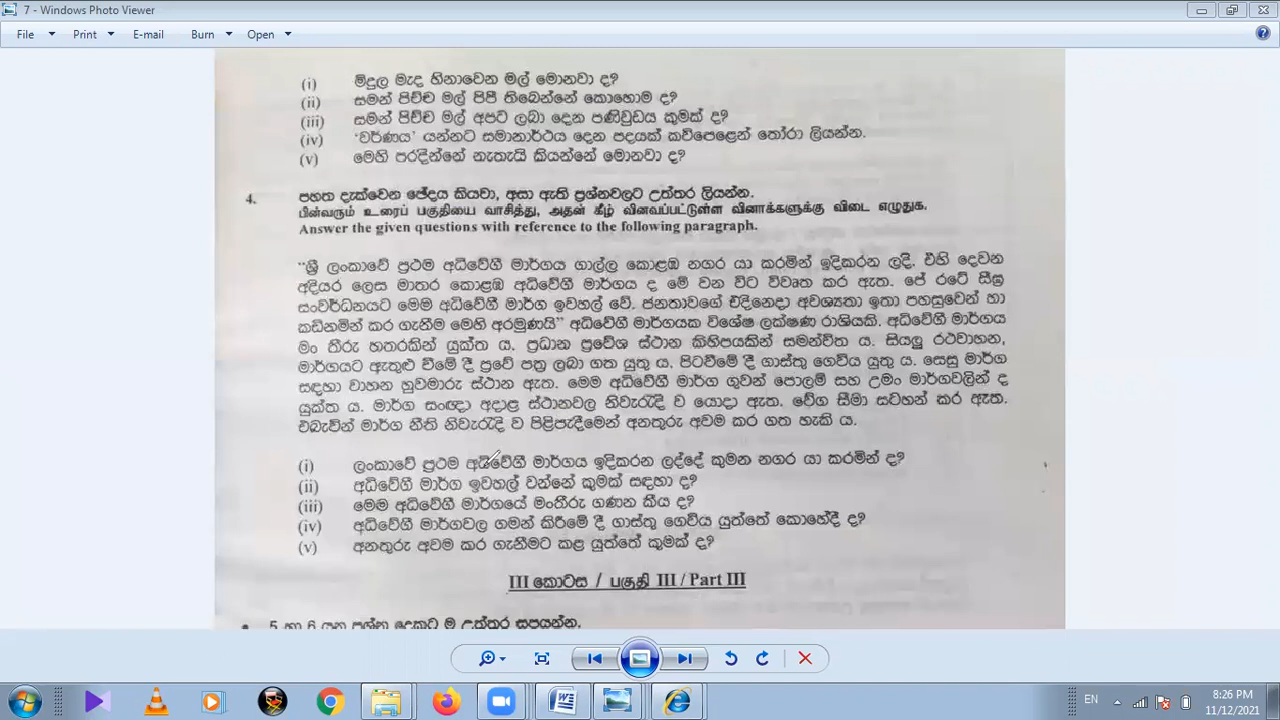 7 - Windows Photo Viewer
File Print E-mail Burn Open
(i) මිදුල මැද හිනාවෙන මල් මොනවා ද?
(ii) සමන් පිච්ච මල් පිපී තිබෙන්නේ කොහොම ද?
(iii) සමන් පිච්ච මල් අපට ලබා දෙන පණිවුඩය කුමක් ද?
(iv) ‘වර්ණය’ යන්නට සමානාර්ථය දෙන පදයක් කවිපෙළෙන් තෝරා ලියන්න.
(v) මෙහි පරදින්නේ නැතැයි කියන්නේ මොනවා ද?
4. පහත දැක්වෙන ඡේදය කියවා, අසා ඇති ප්‍රශ්නවලට උත්තර ලියන්න.
பின்வரும் உரைப் பகுதியை வாசித்து, அதன் கீழ் வினவப்பட்டுள்ள வினாக்களுக்கு விடை எழுதுக.
Answer the given questions with reference to the following paragraph.
“ශ්‍රී ලංකාවේ ප්‍රථම අධිවේගී මාර්ගය ගාල්ල කොළඹ නගර යා කරමින් ඉදිකරන ලදි. එහි දෙවන
අදියර ලෙස මාතර කොළඹ අධිවේගී මාර්ගය ද මේ වන විට විවෘත කර ඇත. පේ රටේ සීඝ්‍ර
සංවර්ධනයට මෙම අධිවේගී මාර්ග ඉවහල් වේ. ජනතාවගේ එදිනෙදා අවශ්‍යතා ඉතා පහසුවෙන් හා
කඩිනමින් කර ගැනීම මෙහි අරමුණයි” අධිවේගී මාර්ගයක විශේෂ ලක්ෂණ රාශියකි. අධිවේගී මාර්ගය
මං තීරු හතරකින් යුක්ත ය. ප්‍රධාන ප්‍රවේශ ස්ථාන කිහිපයකින් සමන්විත ය. සියලු රථවාහන,
මාර්ගයට ඇතුළු වීමේ දී ප්‍රවේ පත්‍ර ලබා ගත යුතු ය. පිටවීමේ දී ගාස්තු ගෙවිය යුතු ය. සෙසු මාර්ග
සඳහා වාහන හුවමාරු ස්ථාන ඇත. මෙම අධිවේගී මාර්ග ගුවන් පොලම් සහ උමං මාර්ගවලින් ද
යුක්ත ය. මාර්ග සංඥා අදාළ ස්ථානවල නිවැරැදි ව යොදා ඇත. වේග සීමා සටහන් කර ඇත.
එබැවින් මාර්ග නීති නිවැරැදි ව පිළිපැදීමෙන් අනතුරු අවම කර ගත හැකි ය.
(i) ලංකාවේ ප්‍රථම අධිවේගී මාර්ගය ඉදිකරන ලද්දේ කුමන නගර යා කරමින් ද?
(ii) අධිවේගී මාර්ග ඉවහල් වන්නේ කුමක් සඳහා ද?
(iii) මෙම අධිවේගී මාර්ගයේ මංතීරු ගණන කීය ද?
(iv) අධිවේගී මාර්ගවල ගමන් කිරීමේ දී ගාස්තු ගෙවිය යුත්තේ කොහේදී ද?
(v) අනතුරු අවම කර ගැනීමට කළ යුත්තේ කුමක් ද?
III කොටස / பகுதி III / Part III
5 හා 6 යන ප්‍රශ්න දෙකට ම උත්තර සපයන්න.
EN
8:26 PM
11/12/2021